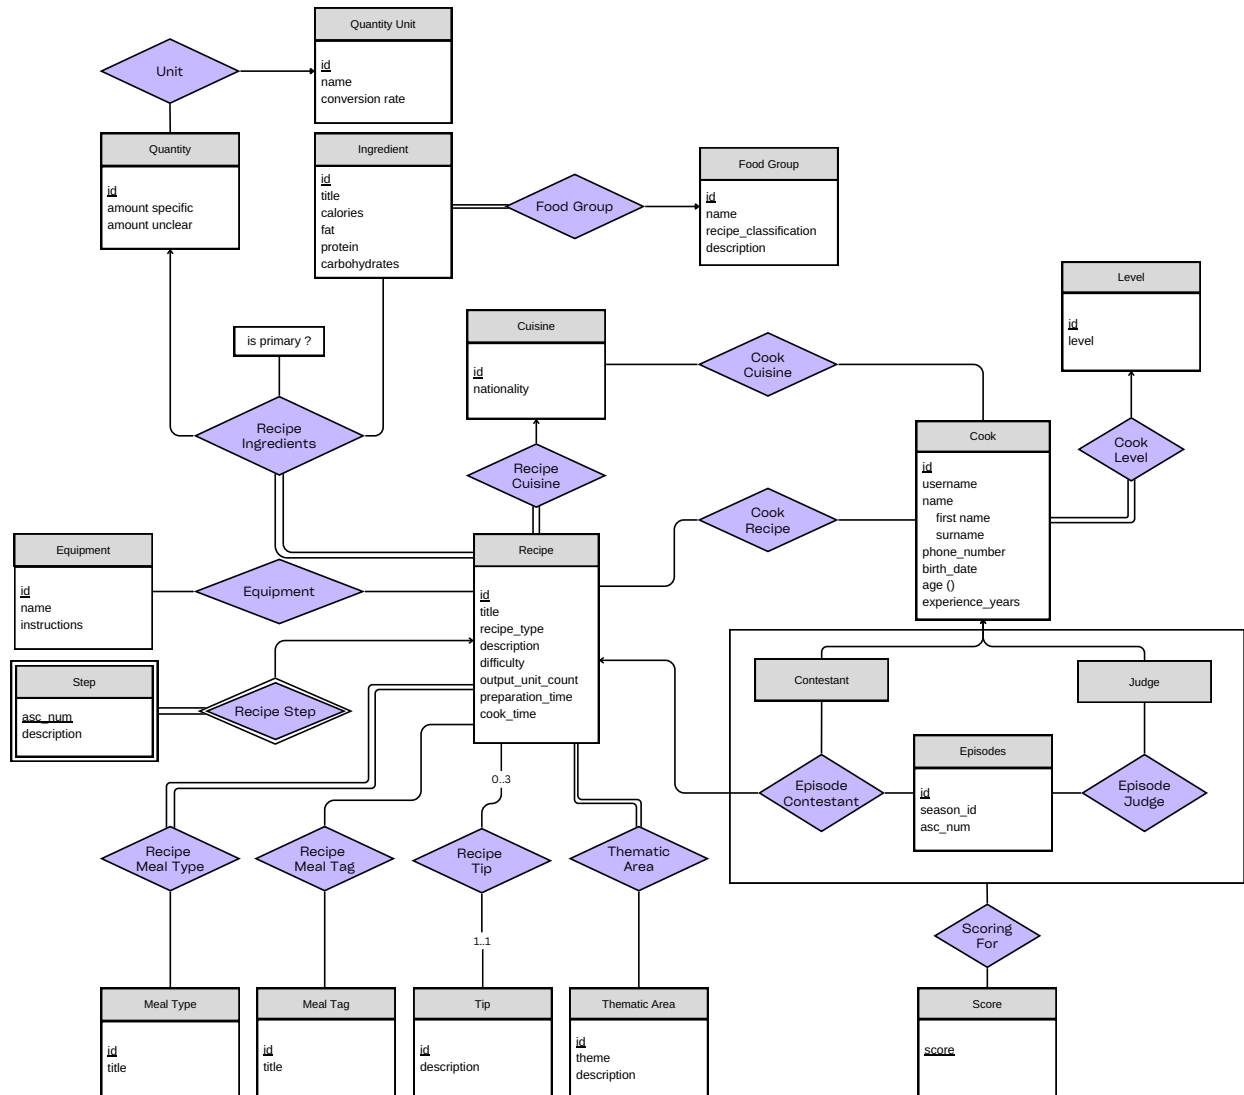 Quantity Unit
id
name
conversion rate
Unit
Quantity
id
amount specific
amount unclear
Ingredient
id
title
calories
fat
protein
carbohydrates
Food Group
Food Group
id
name
recipe_classification
description
Level
id
level
is primary ?
Cuisine
id
nationality
Cook
Cuisine
Recipe
Ingredients
Recipe
Cuisine
Cook
Level
Cook
id
username
name
first name
surname
phone_number
birth_date
age ()
experience_years
Cook
Recipe
Equipment
id
name
instructions
Equipment
Recipe
id
title
recipe_type
description
difficulty
output_unit_count
preparation_time
cook_time
Step
asc_num
description
Recipe Step
Contestant
Judge
Episodes
id
season_id
asc_num
Episode
Contestant
Episode
Judge
0..3
Recipe
Meal Type
Recipe
Meal Tag
Recipe
Tip
Thematic
Area
1..1
Scoring
For
Meal Type
id
title
Meal Tag
id
title
Tip
id
description
Thematic Area
id
theme
description
Score
score